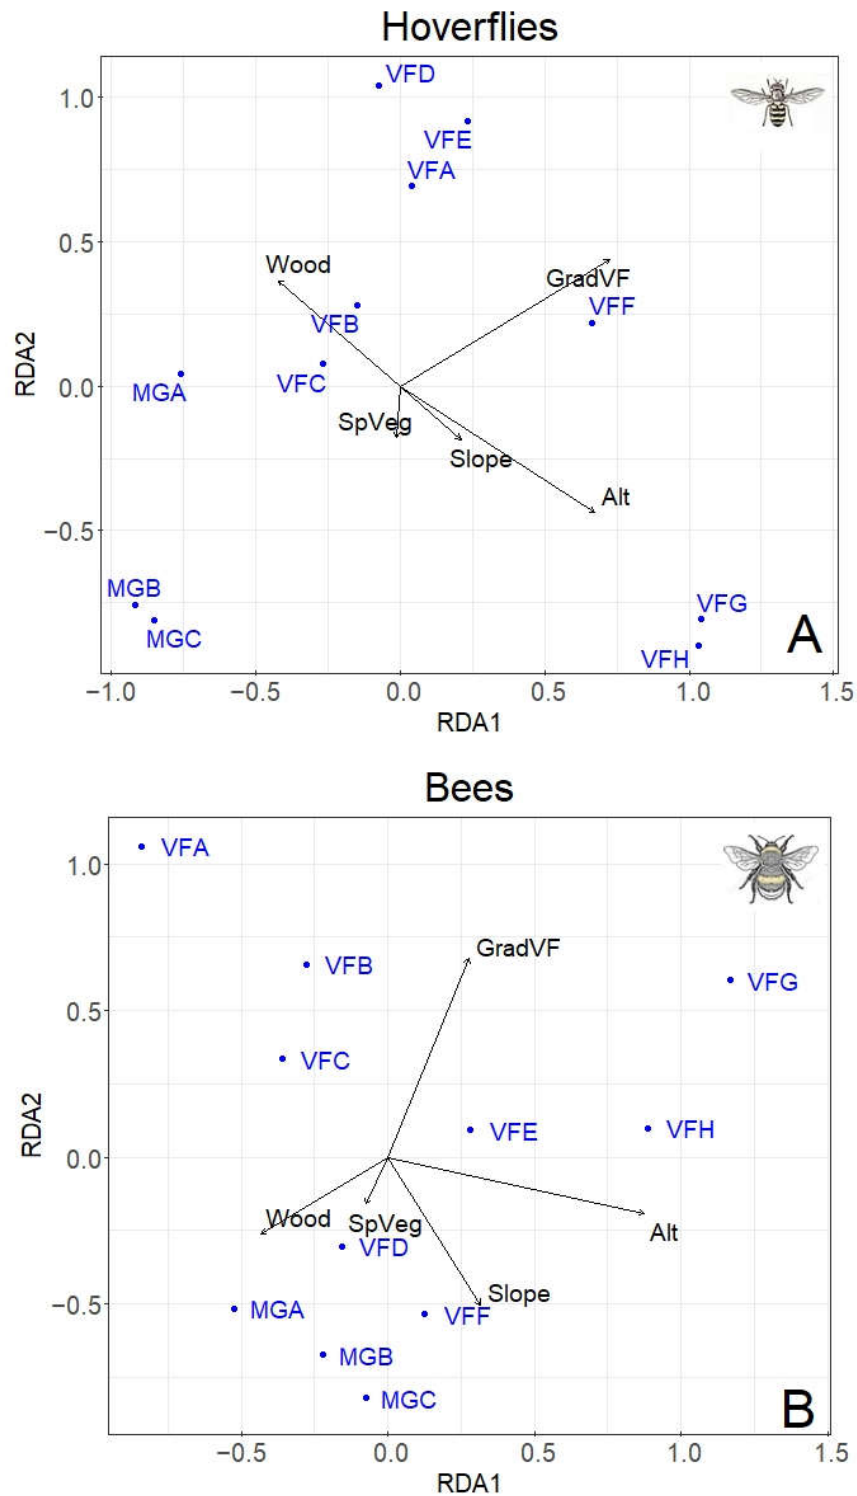 Hoverflies
1.0
0.5
0.0
−0.5
RDA2
VFD
VFE
VFA
Wood
GradVF
VFB
VFF
MGA
VFC
SpVeg
Slope
Alt
MGB
MGC
VFG
VFH
A
−1.0 −0.5 0.0 0.5 1.0 1.5
RDA1
Bees
1.0
0.5
0.0
−0.5
RDA2
VFA
GradVF
VFB
VFG
VFC
VFE
VFH
Wood
SpVeg
Alt
VFD
Slope
MGA
VFF
MGB
MGC
B
−0.5 0.0 0.5 1.0 1.5
RDA1